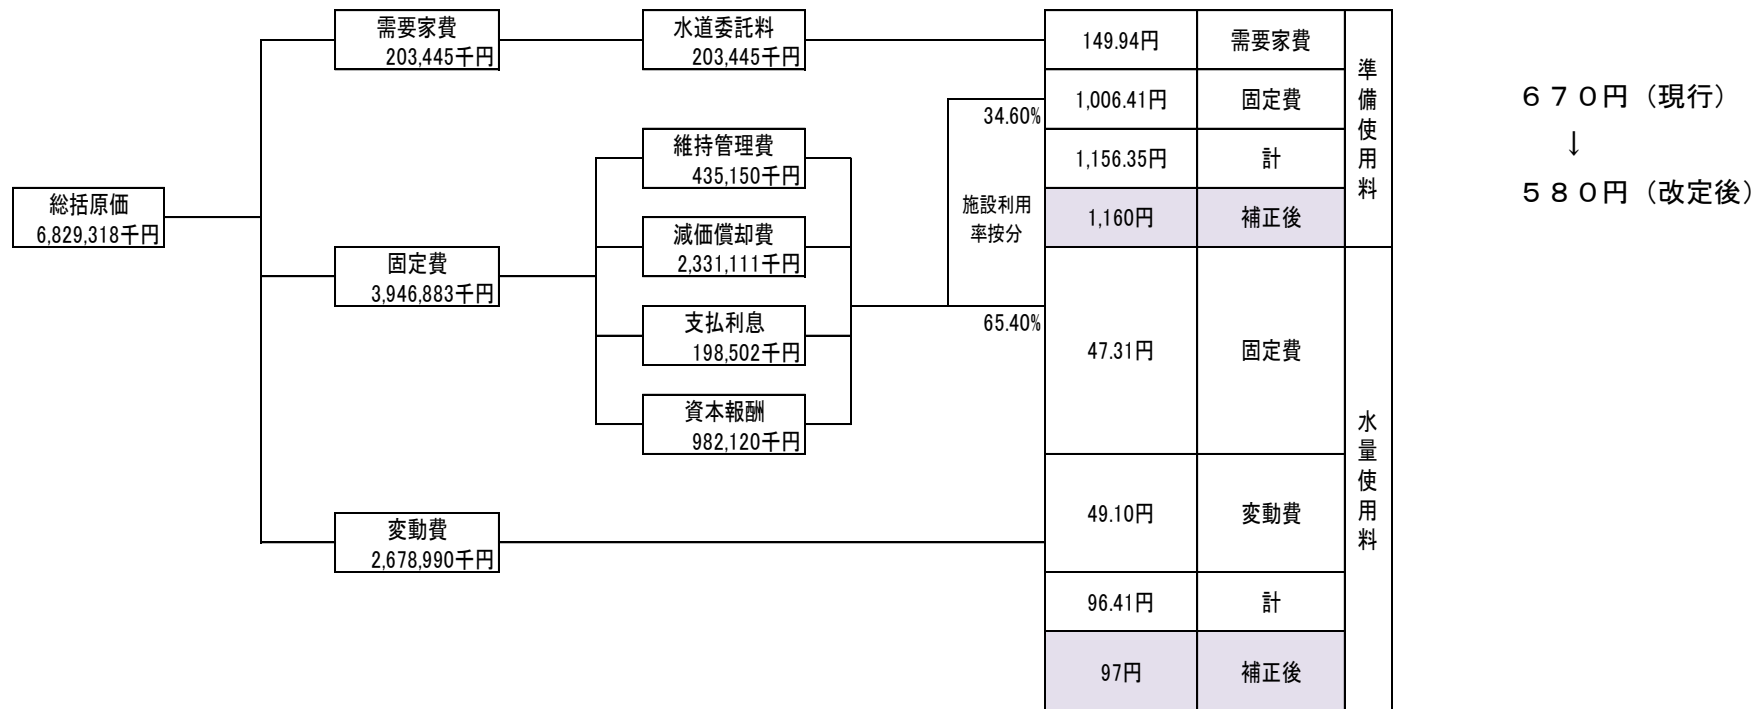 総括原価
6,829,318千円
需要家費
203,445千円
固定費
3,946,883千円
変動費
2,678,990千円
水道委託料
203,445千円
維持管理費
435,150千円
減価償却費
2,331,111千円
支払利息
198,502千円
資本報酬
982,120千円
34.60%
施設利用
率按分
65.40%
149.94円 需要家費
1,006.41円 固定費
1,156.35円 計
1,160円 補正後
準備使用料
47.31円 固定費
49.10円 変動費
96.41円 計
97円 補正後
水量使用料
670円（現行）
↓
580円（改定後）